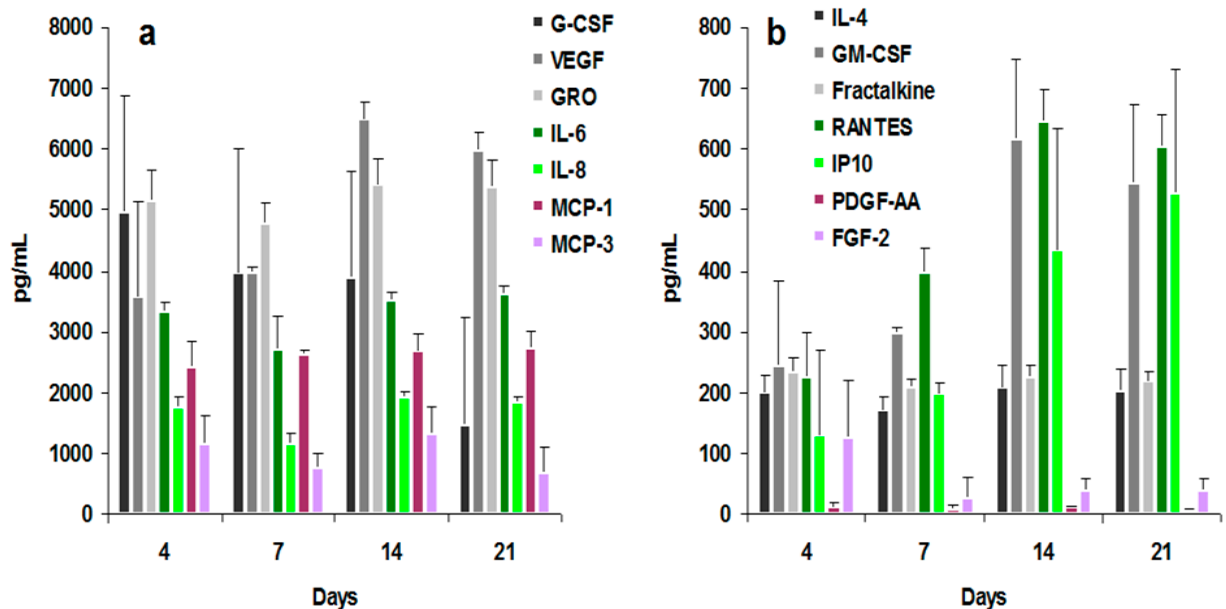 a
G-CSF
VEGF
GRO
IL-6
IL-8
MCP-1
MCP-3
8000
7000
6000
5000
4000
3000
2000
1000
0
pg/mL
4 7 14 21
Days
b
IL-4
GM-CSF
Fractalkine
RANTES
IP10
PDGF-AA
FGF-2
800
700
600
500
400
300
200
100
0
pg/mL
4 7 14 21
Days